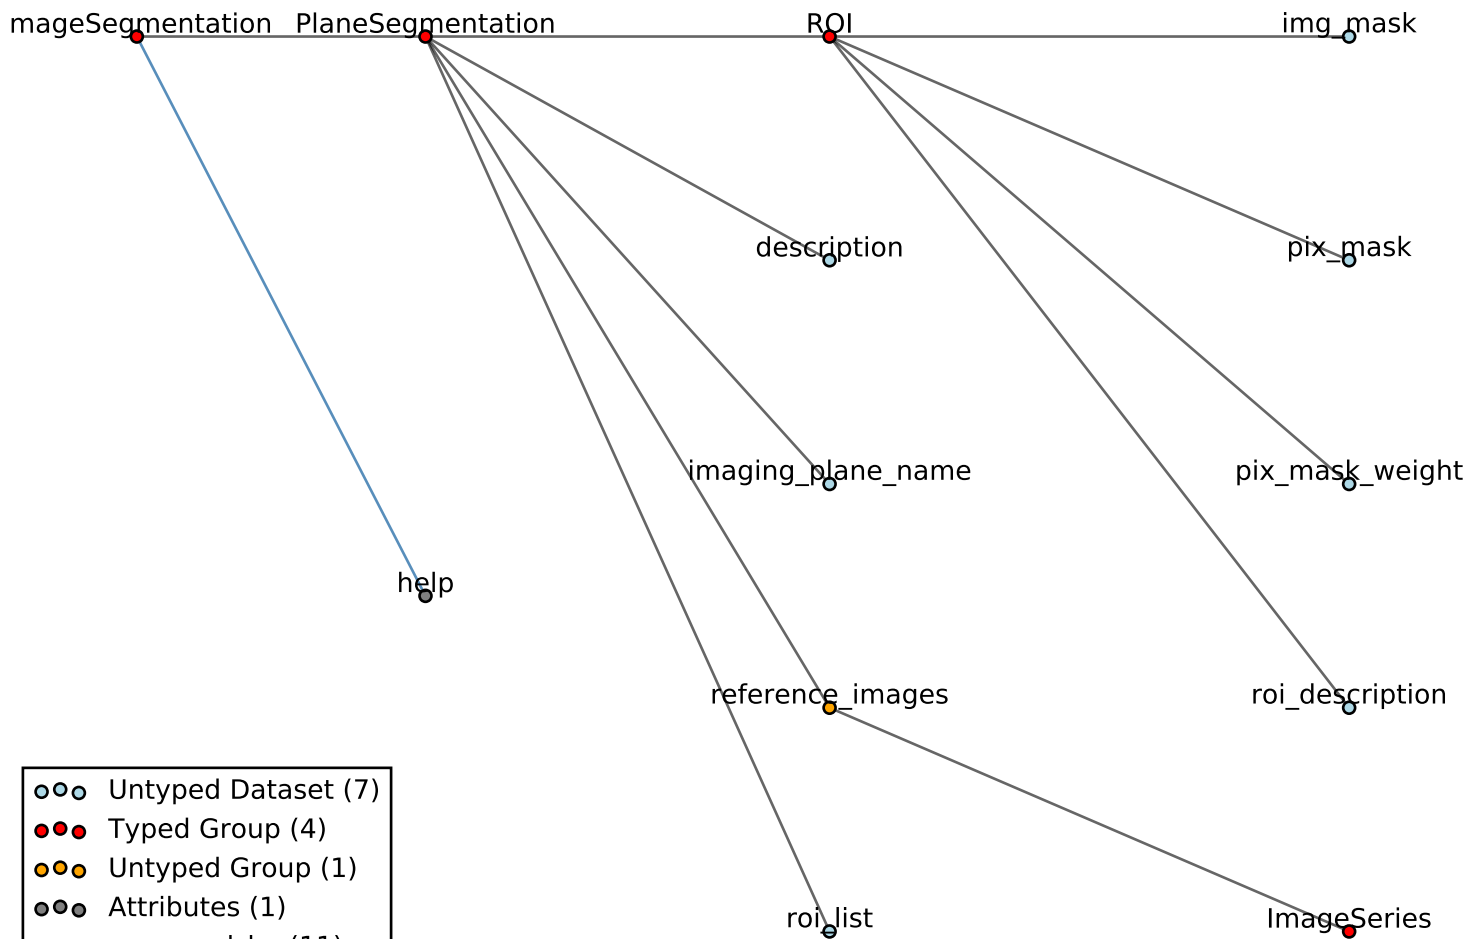 mageSegmentation PlaneSegmentation ROI img_mask
description pix_mask
imaging_plane_name pix_mask_weight
help
reference_images roi_description
Untyped Dataset (7)
Typed Group (4)
Untyped Group (1)
Attributes (1)
roi_list ImageSeries
(11)